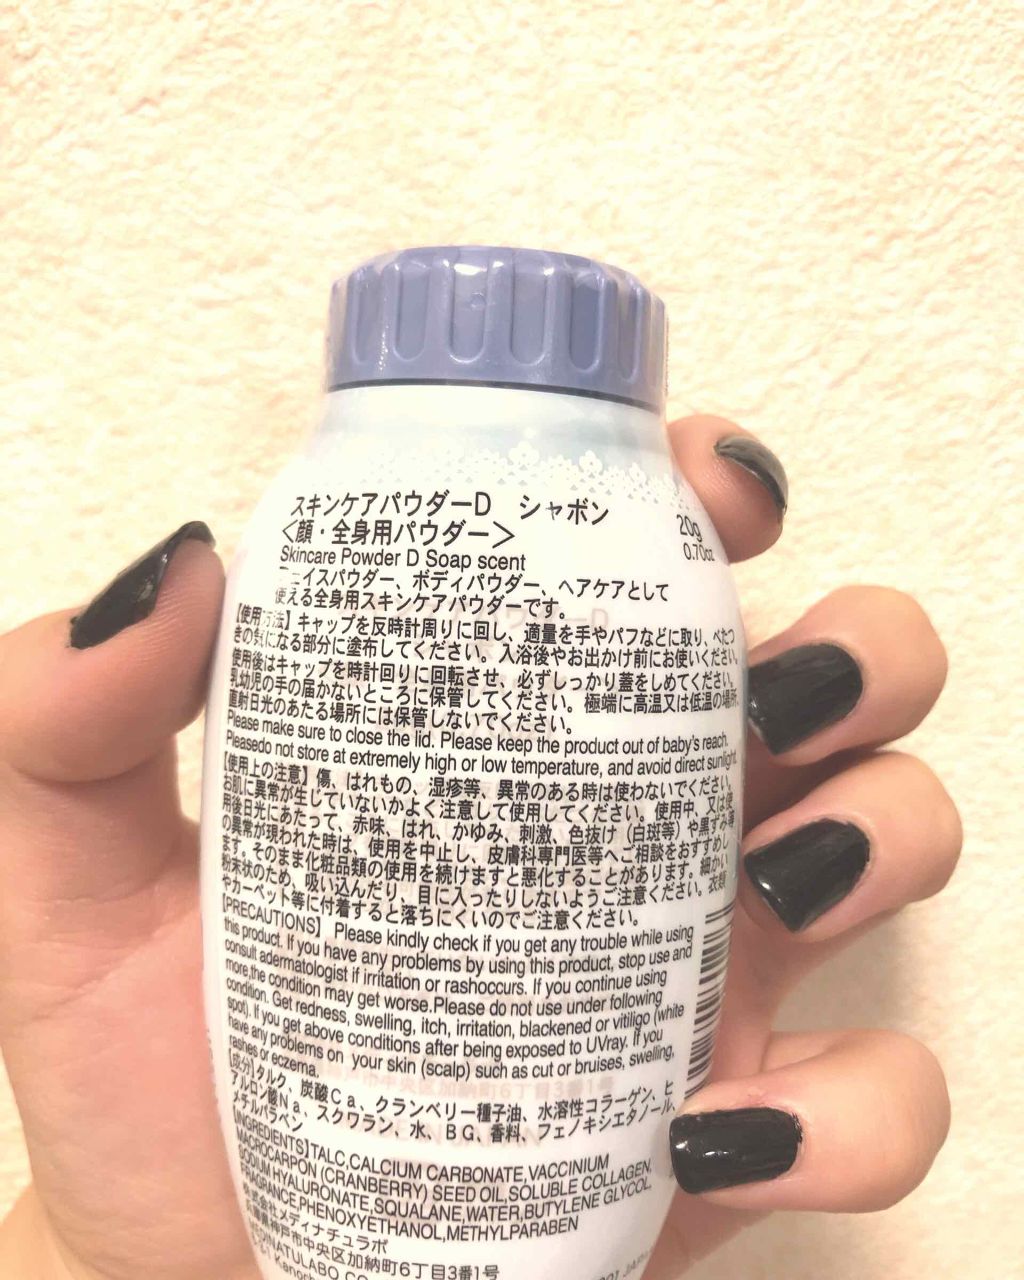 スキンケアパウダーD シャボン
20g
<顔・全身用パウダー>
0.70oz
Skincare Powder D Soap scent
ェイスパウダー、ボディパウダー、ヘアケアとして
使える全身用スキンケアパウダーです。
【使用方法】キャップを反時計周りに回し、適量を手やパフなどに取り、べたつ
きの気になる部分に塗布してください。入浴後やお出かけ前にお使いください。
使用後はキャップを時計回りに回転させ、必ずしっかり蓋をしめてください。
乳幼児の手の届かないところに保管してください。極端に高温又は低温の場所、
直射日光のあたる場所には保管しないでください。
Please make sure to close the lid. Please keep the product out of baby's reach.
Pleasedo not store at extremely high or low temperature, and avoid direct sunlight.
【使用上の注意】傷、はれもの、湿疹等、異常のある時は使わないでください。
お肌に異常が生じていないかよく注意して使用してください。使用中、又は使
用後日光にあたって、赤味、はれ、かゆみ、刺激、色抜け(白斑等)や黒ずみ等
の異常が現われた時は、使用を中止し、皮膚科専門医等へご相談をおすすめし
ます。そのまま化粧品類の使用を続けますと悪化することがあります。細かい
粉末状のため、吸い込んだり、目に入ったりしないようご注意ください。衣類
やカーペット等に付着すると落ちにくいのでご注意ください。
【PRECAUTIONS】 Please kindly check if you get any trouble while using
this product. If you have any problems by using this product, stop use and
consult adermatologist if irritation or rashoccurs. If you continue using
more,the condition may get worse.Please do not use under following
condition. Get redness, swelling, itch, irritation, blackened or vitiligo (white
spot). If you get above conditions after being exposed to UVray. If you
have any problems on your skin (scalp) such as cut or bruises, swelling,
rashes or eczema.
【成分】タルク、炭酸Ca、クランベリー種子油、水溶性コラーゲン、ヒ
アルロン酸Na、スクワラン、水、BG、香料、フェノキシエタノール、
メチルパラベン
【INGREDIENTS】TALC,CALCIUM CARBONATE,VACCINIUM
MACROCARPON (CRANBERRY) SEED OIL,SOLUBLE COLLAGEN,
SODIUM HYALURONATE,SQUALANE,WATER,BUTYLENE GLYCOL,
FRAGRANCE,PHENOXYETHANOL,METHYLPARABEN
株式会社メディナチュラボ
兵庫県神戸市中央区加納町6丁目3番1号
MEDINATULABO CO